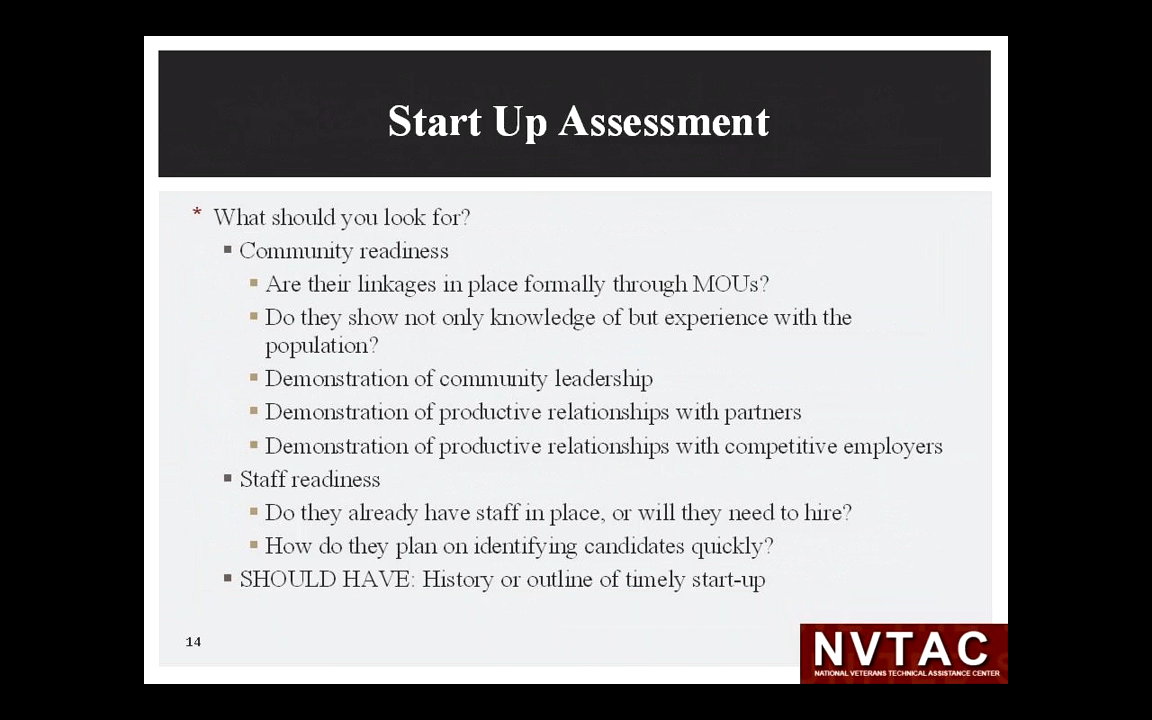 Start Up Assessment
* What should you look for?
▪ Community readiness
▪ Are their linkages in place formally through MOUs?
▪ Do they show not only knowledge of but experience with the
population?
▪ Demonstration of community leadership
▪ Demonstration of productive relationships with partners
▪ Demonstration of productive relationships with competitive employers
▪ Staff readiness
▪ Do they already have staff in place, or will they need to hire?
▪ How do they plan on identifying candidates quickly?
▪ SHOULD HAVE: History or outline of timely start-up
14
NVTAC
NATIONAL VETERANS TECHNICAL ASSISTANCE CENTER